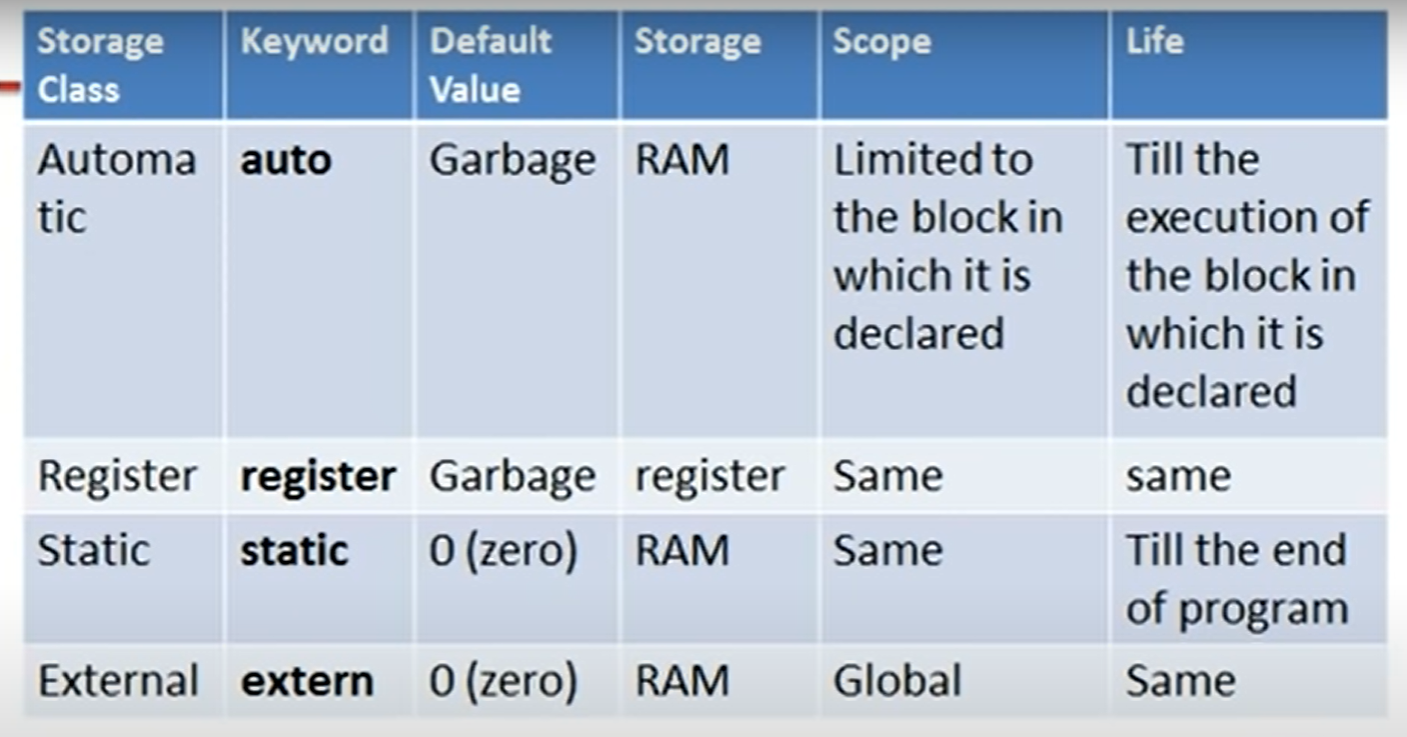 Storage Class
Keyword
Default Value
Storage
Scope
Life
Automa
tic
auto
Garbage
RAM
Limited to
the block in
which it is
declared
Till the
execution of
the block in
which it is
declared
Register
register
Garbage
register
Same
same
Static
static
0 (zero)
RAM
Same
Till the end
of program
External
extern
0 (zero)
RAM
Global
Same